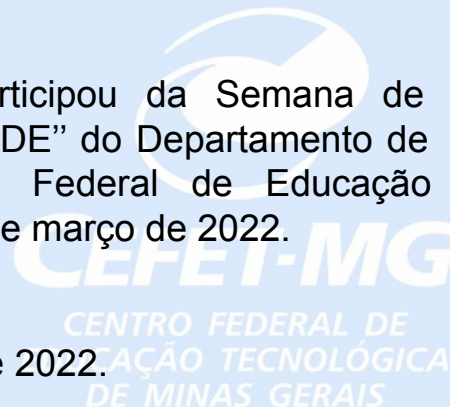 rticipou da Semana de
DE” do Departamento de
Federal de Educação
e março de 2022.
CEFET-MG
CENTRO FEDERAL DE
EDUCAÇÃO TECNOLÓGICA
DE MINAS GERAIS
e 2022.